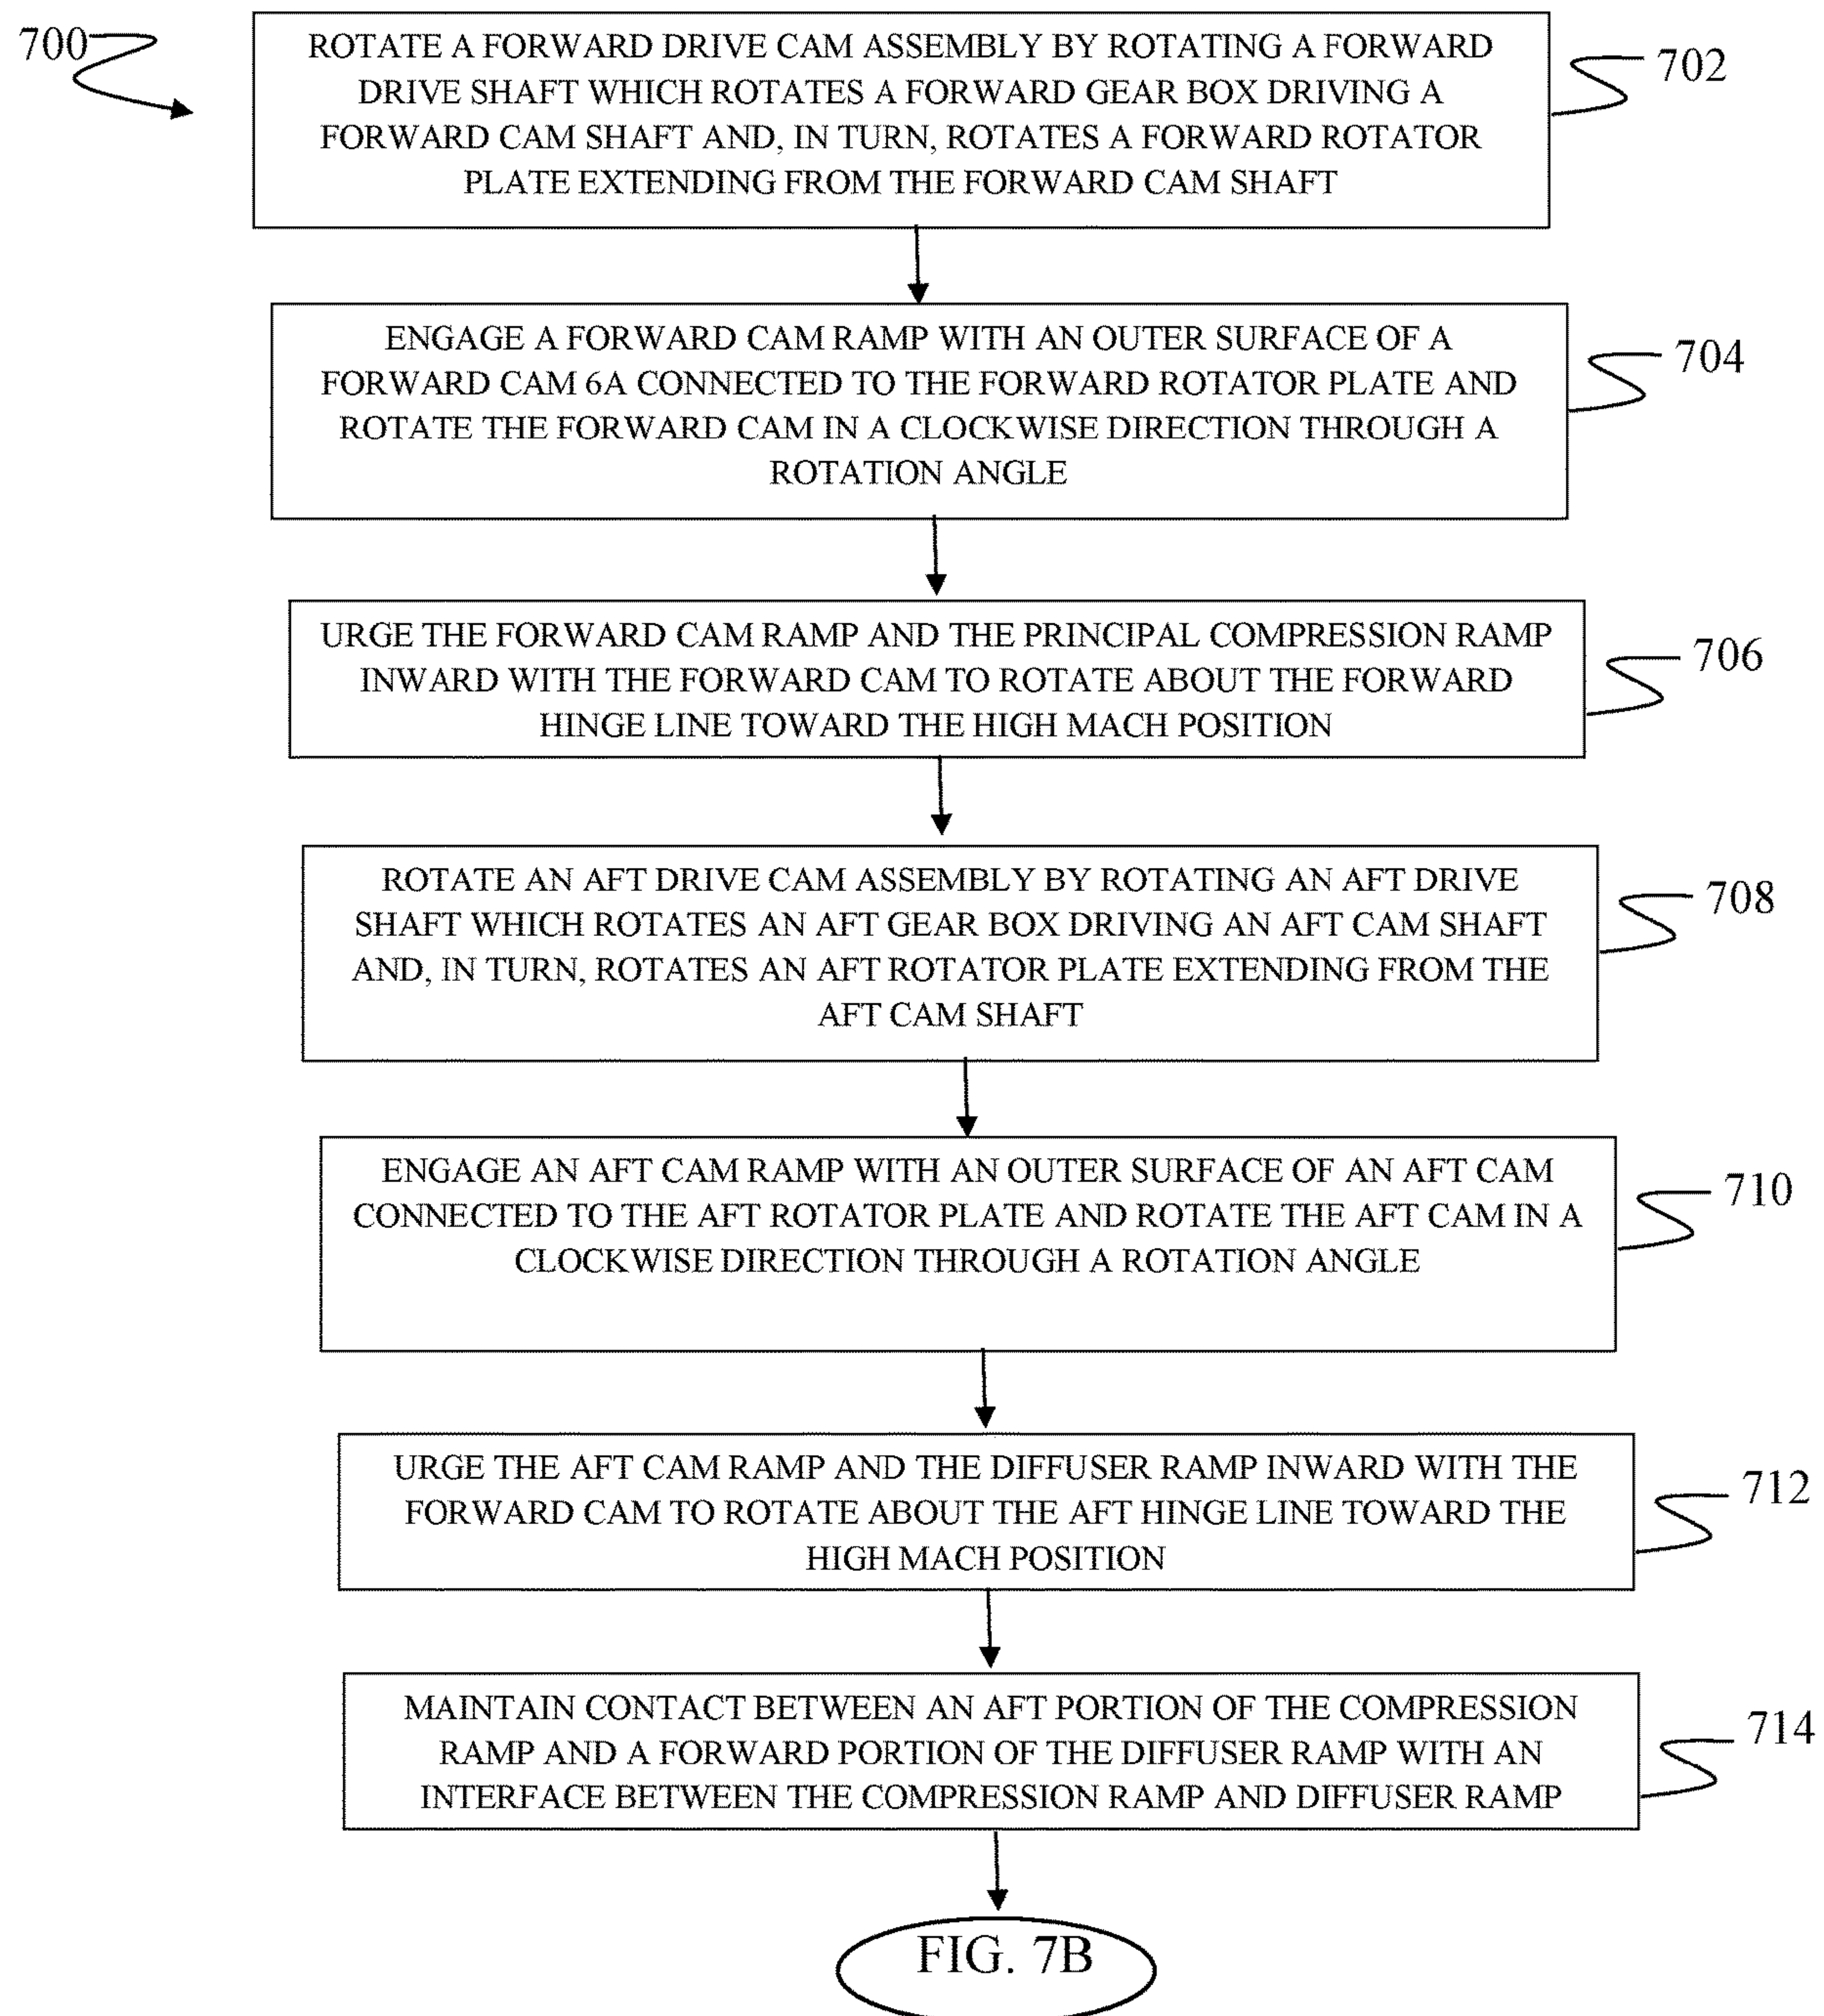 700
ROTATE A FORWARD DRIVE CAM ASSEMBLY BY ROTATING A FORWARD
DRIVE SHAFT WHICH ROTATES A FORWARD GEAR BOX DRIVING A
FORWARD CAM SHAFT AND, IN TURN, ROTATES A FORWARD ROTATOR
PLATE EXTENDING FROM THE FORWARD CAM SHAFT
702
ENGAGE A FORWARD CAM RAMP WITH AN OUTER SURFACE OF A
FORWARD CAM 6A CONNECTED TO THE FORWARD ROTATOR PLATE AND
ROTATE THE FORWARD CAM IN A CLOCKWISE DIRECTION THROUGH A
ROTATION ANGLE
704
URGE THE FORWARD CAM RAMP AND THE PRINCIPAL COMPRESSION RAMP
INWARD WITH THE FORWARD CAM TO ROTATE ABOUT THE FORWARD
HINGE LINE TOWARD THE HIGH MACH POSITION
706
ROTATE AN AFT DRIVE CAM ASSEMBLY BY ROTATING AN AFT DRIVE
SHAFT WHICH ROTATES AN AFT GEAR BOX DRIVING AN AFT CAM SHAFT
AND, IN TURN, ROTATES AN AFT ROTATOR PLATE EXTENDING FROM THE
AFT CAM SHAFT
708
ENGAGE AN AFT CAM RAMP WITH AN OUTER SURFACE OF AN AFT CAM
CONNECTED TO THE AFT ROTATOR PLATE AND ROTATE THE AFT CAM IN A
CLOCKWISE DIRECTION THROUGH A ROTATION ANGLE
710
URGE THE AFT CAM RAMP AND THE DIFFUSER RAMP INWARD WITH THE
FORWARD CAM TO ROTATE ABOUT THE AFT HINGE LINE TOWARD THE
HIGH MACH POSITION
712
MAINTAIN CONTACT BETWEEN AN AFT PORTION OF THE COMPRESSION
RAMP AND A FORWARD PORTION OF THE DIFFUSER RAMP WITH AN
INTERFACE BETWEEN THE COMPRESSION RAMP AND DIFFUSER RAMP
714
FIG. 7B